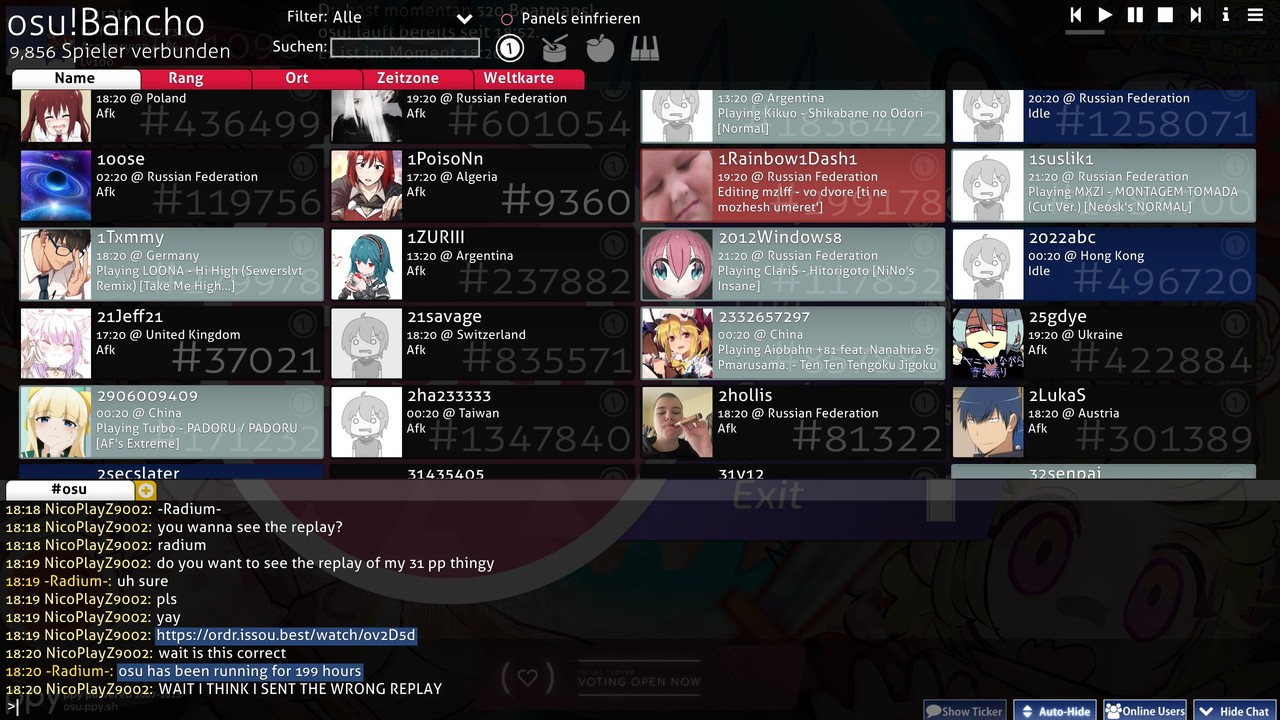 osu!Bancho
9,856 Spieler verbunden
Filter: Alle
Panels einfrieren
Suchen:
Name Rang Ort Zeitzone Weltkarte
18:20 @ Poland
Afk
#436499
19:20 @ Russian Federation
Afk
#601054
13:20 @ Argentina
Playing Kikuo - Shikabane no Odori
[Normal]
20:20 @ Russian Federation
Idle
#1258071
1oose
02:20 @ Russian Federation
Afk
#119756
1PoisoNn
17:20 @ Algeria
Afk
#9360
1Rainbow1Dash1
19:20 @ Russian Federation
Editing mzlff - vo dvore [ti ne
mozhesh umeret']
1suslik1
21:20 @ Russian Federation
Playing MXZI - MONTAGEM TOMADA
(Cut Ver.) [Neosk's NORMAL]
1Txmmy
18:20 @ Germany
Playing LOONA - Hi High (Sewerslvt
Remix) [Take Me High...]
1ZURIII
13:20 @ Argentina
Afk
#237882
2012Windows8
21:20 @ Russian Federation
Playing ClariS - Hitorigoto [NiNo's
Insane]
2022abc
00:20 @ Hong Kong
Idle
#496720
21Jeff21
17:20 @ United Kingdom
Afk
#37021
21savage
18:20 @ Switzerland
Afk
#835571
2332657297
00:20 @ China
Playing Aiobahn +81 feat. Nanahira &
Pmarusama. - Ten Ten Tengoku Jigoku
25gdye
19:20 @ Ukraine
Afk
#422884
2906009409
00:20 @ China
Playing Turbo - PADORU / PADORU
[AF's Extreme]
2ha233333
00:20 @ Taiwan
Afk
#1347840
2hollis
18:20 @ Russian Federation
Afk
#81322
2LukaS
18:20 @ Austria
Afk
#301389
2secslater
31435405
31v12
32senpai
Exit
#osu
18:18 NicoPlayZ9002: -Radium-
18:18 NicoPlayZ9002: you wanna see the replay?
18:18 NicoPlayZ9002: radium
18:19 NicoPlayZ9002: do you want to see the replay of my 31 pp thingy
18:19 -Radium-: uh sure
18:19 NicoPlayZ9002: pls
18:19 NicoPlayZ9002: yay
18:19 NicoPlayZ9002: https://ordr.issou.best/watch/ov2D5d
18:20 NicoPlayZ9002: wait is this correct
18:20 -Radium-: osu has been running for 199 hours
18:20 NicoPlayZ9002: WAIT I THINK I SENT THE WRONG REPLAY
>
VOTING OPEN NOW
osu.ppy.sh
Show Ticker
Auto-Hide
Online Users
Hide Chat